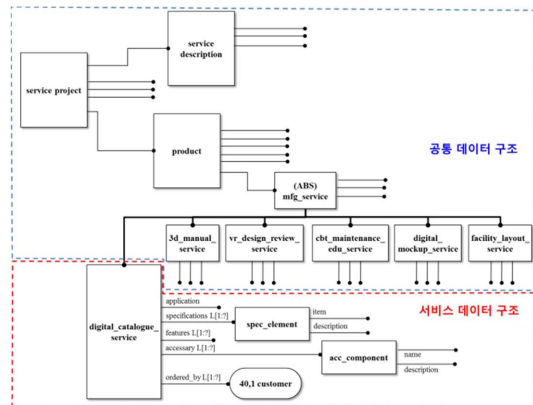 service
description
service project
product
공통 데이터 구조
(ABS)
mfg_service
3d_manual_
service
vr_design_review_
service
cbt_maintenance_
edu_service
digital_
mockup_service
facility_layout_
service
서비스 데이터 구조
digital_catalogue_
service
application
specifications L[1:?]
features L[1:?]
accessary L[1:?]
ordered_by L[1:?]
spec_element
item
description
acc_component
name
description
40,1 customer